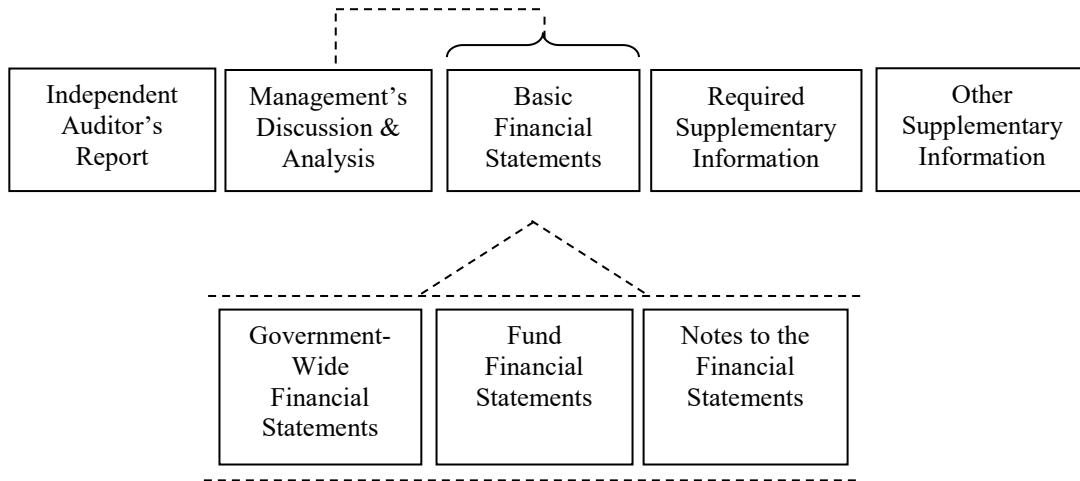 Independent
Auditor’s
Report
Management’s
Discussion &
Analysis
Basic
Financial
Statements
Required
Supplementary
Information
Other
Supplementary
Information
Government-
Wide
Financial
Statements
Fund
Financial
Statements
Notes to the
Financial
Statements